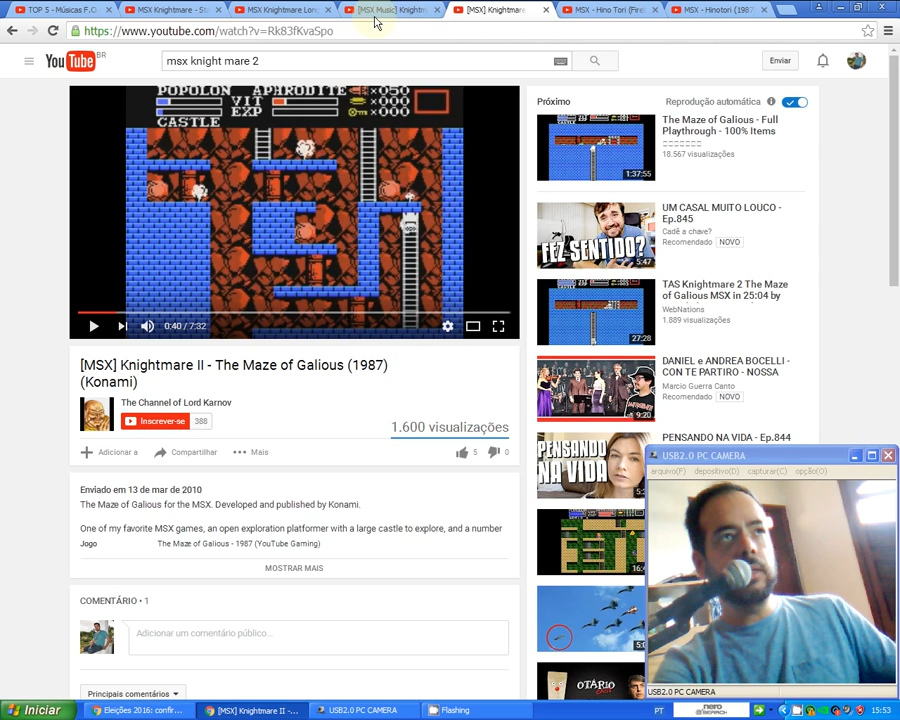 TOP 5 - Músicas F.O
MSX Knightmare - Sta
MSX Knightmare Lon
[MSX Music] Knightm
[MSX] Knightmare
MSX - Hino Tori (Fire
MSX - Hinotori (1987
https://www.youtube.com/watch?v=Rk83fKvaSpo
YouTube BR
msx knight mare 2
Enviar
POPOLON APHRODITE
VIT
EXP
CASTLE
×050
×000
×000
0:40 / 7:32
[MSX] Knightmare II - The Maze of Galious (1987)
(Konami)
The Channel of Lord Karnov
Inscrever-se 388
1.600 visualizações
Adicionar a Compartilhar Mais 5 0
Enviado em 13 de mar de 2010
The Maze of Galious for the MSX. Developed and published by Konami.
One of my favorite MSX games, an open exploration platformer with a large castle to explore, and a number
Jogo The Maze of Galious - 1987 (YouTube Gaming)
MOSTRAR MAIS
COMENTÁRIO • 1
Adicionar um comentário público...
Principais comentários
Próximo Reprodução automática
The Maze of Galious - Full
Playthrough - 100% Items
=======
18.567 visualizações
1:37:55
UM CASAL MUITO LOUCO -
Ep.845
Cadê a chave?
Recomendado NOVO
FEZ SENTIDO?
5:47
TAS Knightmare 2 The Maze
of Galious MSX in 25:04 by
WebNations
1.889 visualizações
27:28
DANIEL e ANDREA BOCELLI -
CON TE PARTIRO - NOSSA
Marcio Guerra Canto
Recomendado NOVO
9:20
PENSANDO NA VIDA - Ep.844
PENSANDO
NA VIDA
OTÁRIO
USB2.0 PC CAMERA
arquivo(F) depositivo(D) capturar(C) opção(O)
USB2.0 PC CAMERA
Iniciar
Eleições 2016: confir...
[MSX] Knightmare II -...
USB2.0 PC CAMERA
Flashing
PT
nero
SEARCH
15:53